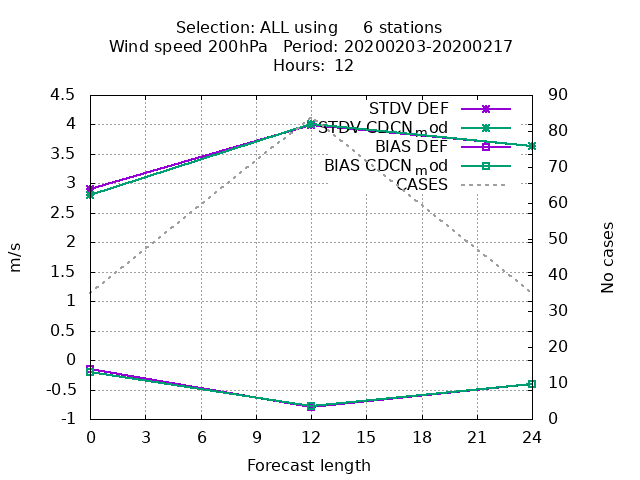 Selection: ALL using     6 stations
Wind speed 200hPa   Period: 20200203-20200217
Hours:  12
4.5
4
3.5
3
2.5
2
1.5
1
0.5
0
-0.5
-1
m/s
90
80
70
60
50
40
30
20
10
0
No cases
STDV DEF
STDV CDCNmod
BIAS DEF
BIAS CDCNmod
CASES
0 3 6 9 12 15 18 21 24
Forecast length